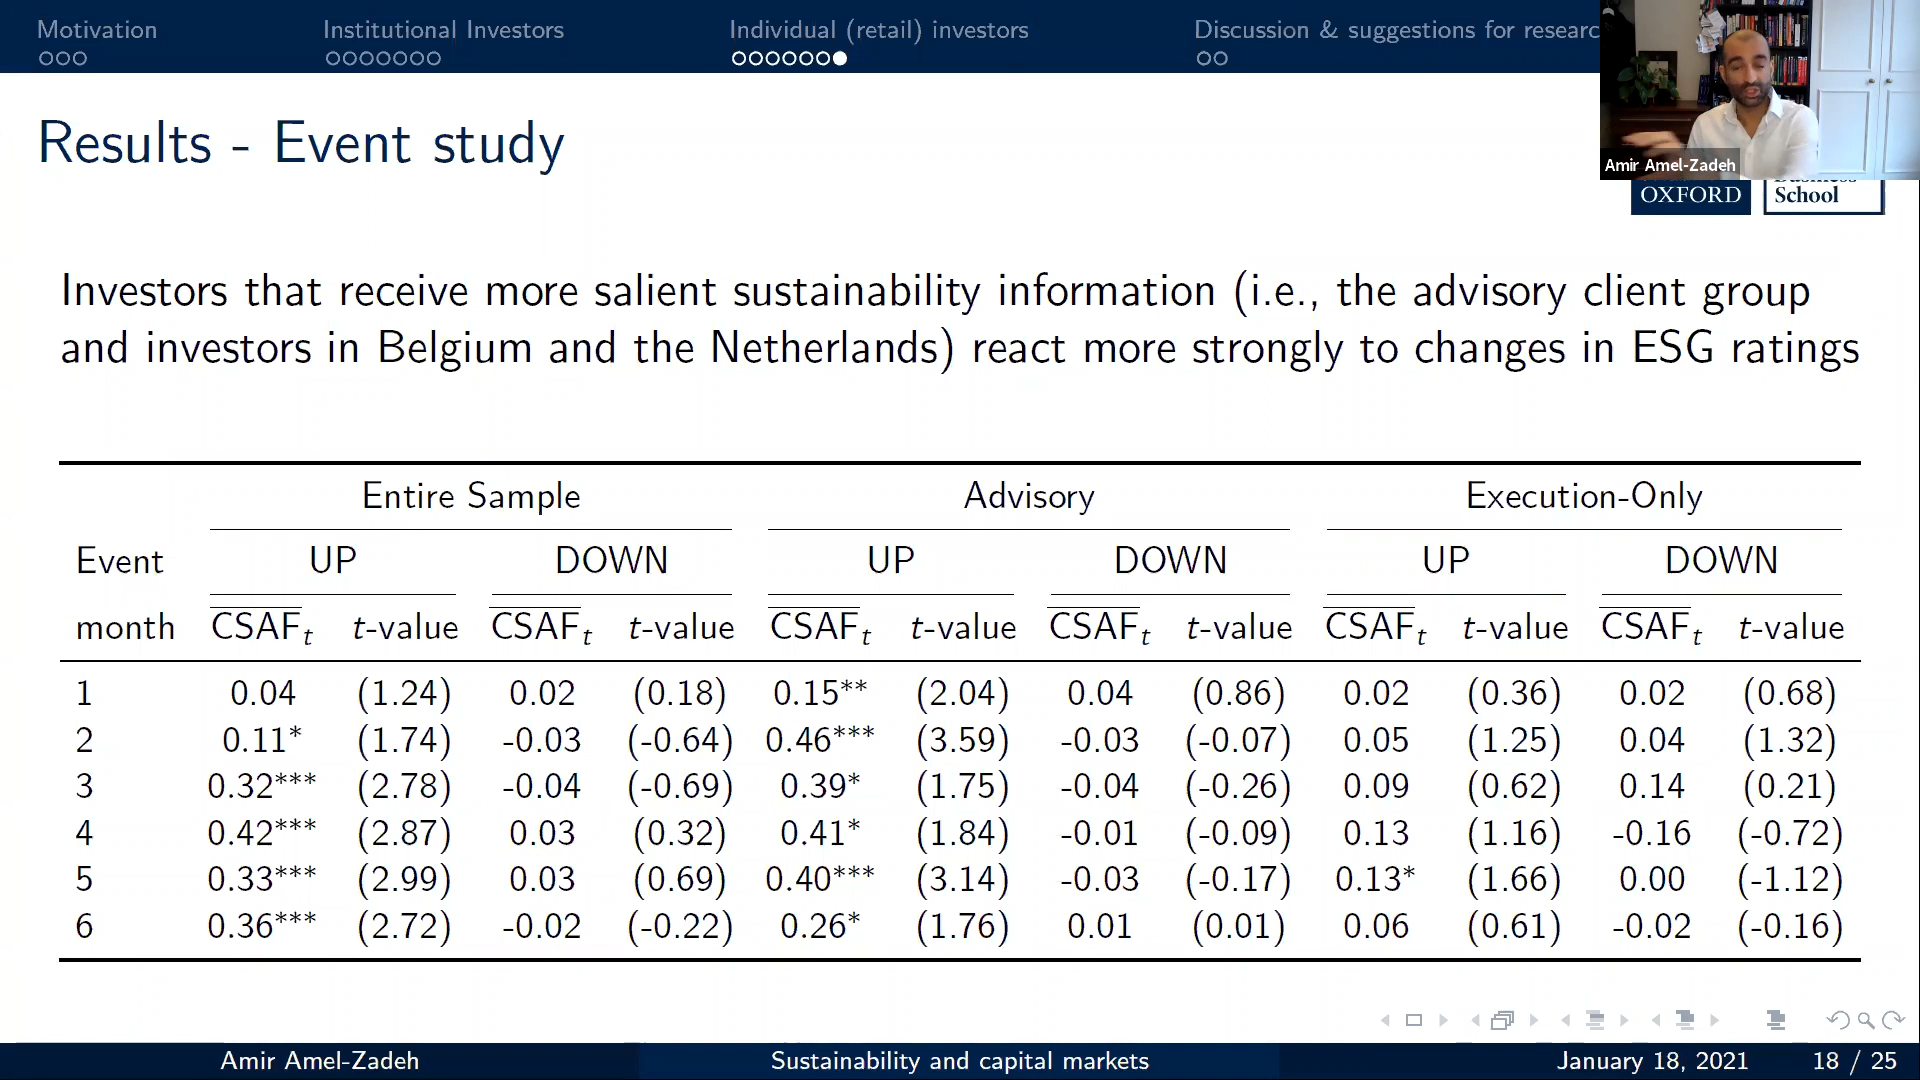 Motivation
Institutional Investors
Individual (retail) investors
Discussion & suggestions for researc
Amir Amel-Zadeh
OXFORD
School
Results - Event study
Investors that receive more salient sustainability information (i.e., the advisory client group
and investors in Belgium and the Netherlands) react more strongly to changes in ESG ratings
Entire Sample Advisory Execution-Only
Event UP DOWN UP DOWN UP DOWN
month CSAF_t t-value CSAF_t t-value CSAF_t t-value CSAF_t t-value CSAF_t t-value CSAF_t t-value
1 0.04 (1.24) 0.02 (0.18) 0.15** (2.04) 0.04 (0.86) 0.02 (0.36) 0.02 (0.68)
2 0.11* (1.74) -0.03 (-0.64) 0.46*** (3.59) -0.03 (-0.07) 0.05 (1.25) 0.04 (1.32)
3 0.32*** (2.78) -0.04 (-0.69) 0.39* (1.75) -0.04 (-0.26) 0.09 (0.62) 0.14 (0.21)
4 0.42*** (2.87) 0.03 (0.32) 0.41* (1.84) -0.01 (-0.09) 0.13 (1.16) -0.16 (-0.72)
5 0.33*** (2.99) 0.03 (0.69) 0.40*** (3.14) -0.03 (-0.17) 0.13* (1.66) 0.00 (-1.12)
6 0.36*** (2.72) -0.02 (-0.22) 0.26* (1.76) 0.01 (0.01) 0.06 (0.61) -0.02 (-0.16)
Amir Amel-Zadeh Sustainability and capital markets January 18, 2021 18 / 25